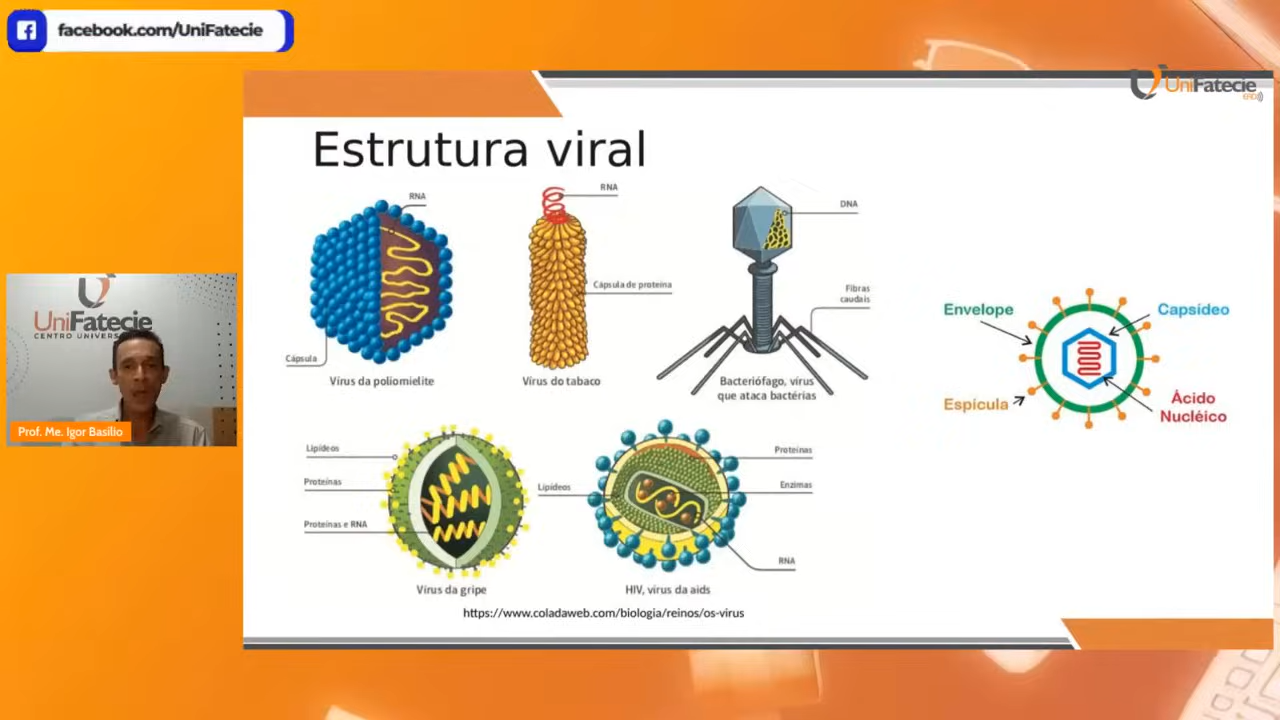 facebook.com/UniFatecie
UniFatecie
EAD
Estrutura viral
RNA
Cápsula
Vírus da poliomielite
RNA
Cápsula de proteína
Vírus do tabaco
DNA
Fibras
caudais
Bacteriófago, vírus
que ataca bactérias
Envelope
Capsídeo
Espícula
Ácido
Nucléico
Lipídeos
Proteínas
Proteínas e RNA
Vírus da gripe
Lipídeos
Proteínas
Enzimas
RNA
HIV, vírus da aids
https://www.coladaweb.com/biologia/reinos/os-virus
UniFatecie
Prof. Me. Igor Basilio